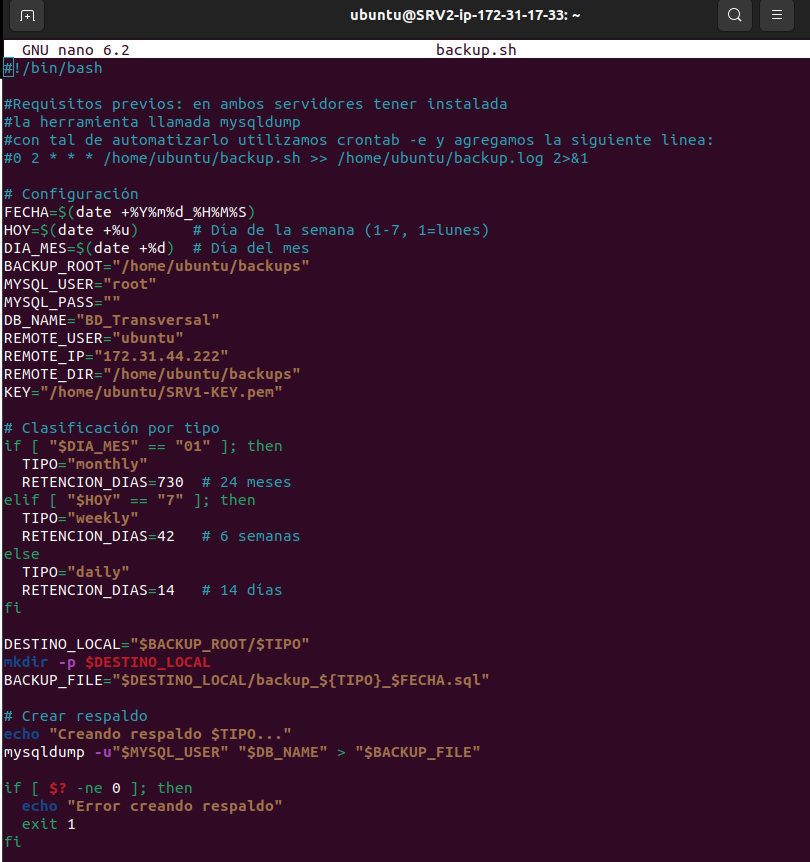 ubuntu@SRV2-ip-172-31-17-33: ~
GNU nano 6.2 backup.sh
#!/bin/bash
#Requisitos previos: en ambos servidores tener instalada
#la herramienta llamada mysqldump
#con tal de automatizarlo utilizamos crontab -e y agregamos la siguiente linea:
#0 2 * * * /home/ubuntu/backup.sh >> /home/ubuntu/backup.log 2>&1
# Configuración
FECHA=$(date +%Y%m%d_%H%M%S)
HOY=$(date +%u)      # Día de la semana (1-7, 1=lunes)
DIA_MES=$(date +%d)  # Día del mes
BACKUP_ROOT="/home/ubuntu/backups"
MYSQL_USER="root"
MYSQL_PASS=""
DB_NAME="BD_Transversal"
REMOTE_USER="ubuntu"
REMOTE_IP="172.31.44.222"
REMOTE_DIR="/home/ubuntu/backups"
KEY="/home/ubuntu/SRV1-KEY.pem"
# Clasificación por tipo
if [ "$DIA_MES" == "01" ]; then
  TIPO="monthly"
  RETENCION_DIAS=730  # 24 meses
elif [ "$HOY" == "7" ]; then
  TIPO="weekly"
  RETENCION_DIAS=42   # 6 semanas
else
  TIPO="daily"
  RETENCION_DIAS=14   # 14 días
fi
DESTINO_LOCAL="$BACKUP_ROOT/$TIPO"
mkdir -p $DESTINO_LOCAL
BACKUP_FILE="$DESTINO_LOCAL/backup_${TIPO}_$FECHA.sql"
# Crear respaldo
echo "Creando respaldo $TIPO..."
mysqldump -u"$MYSQL_USER" "$DB_NAME" > "$BACKUP_FILE"
if [ $? -ne 0 ]; then
  echo "Error creando respaldo"
  exit 1
fi